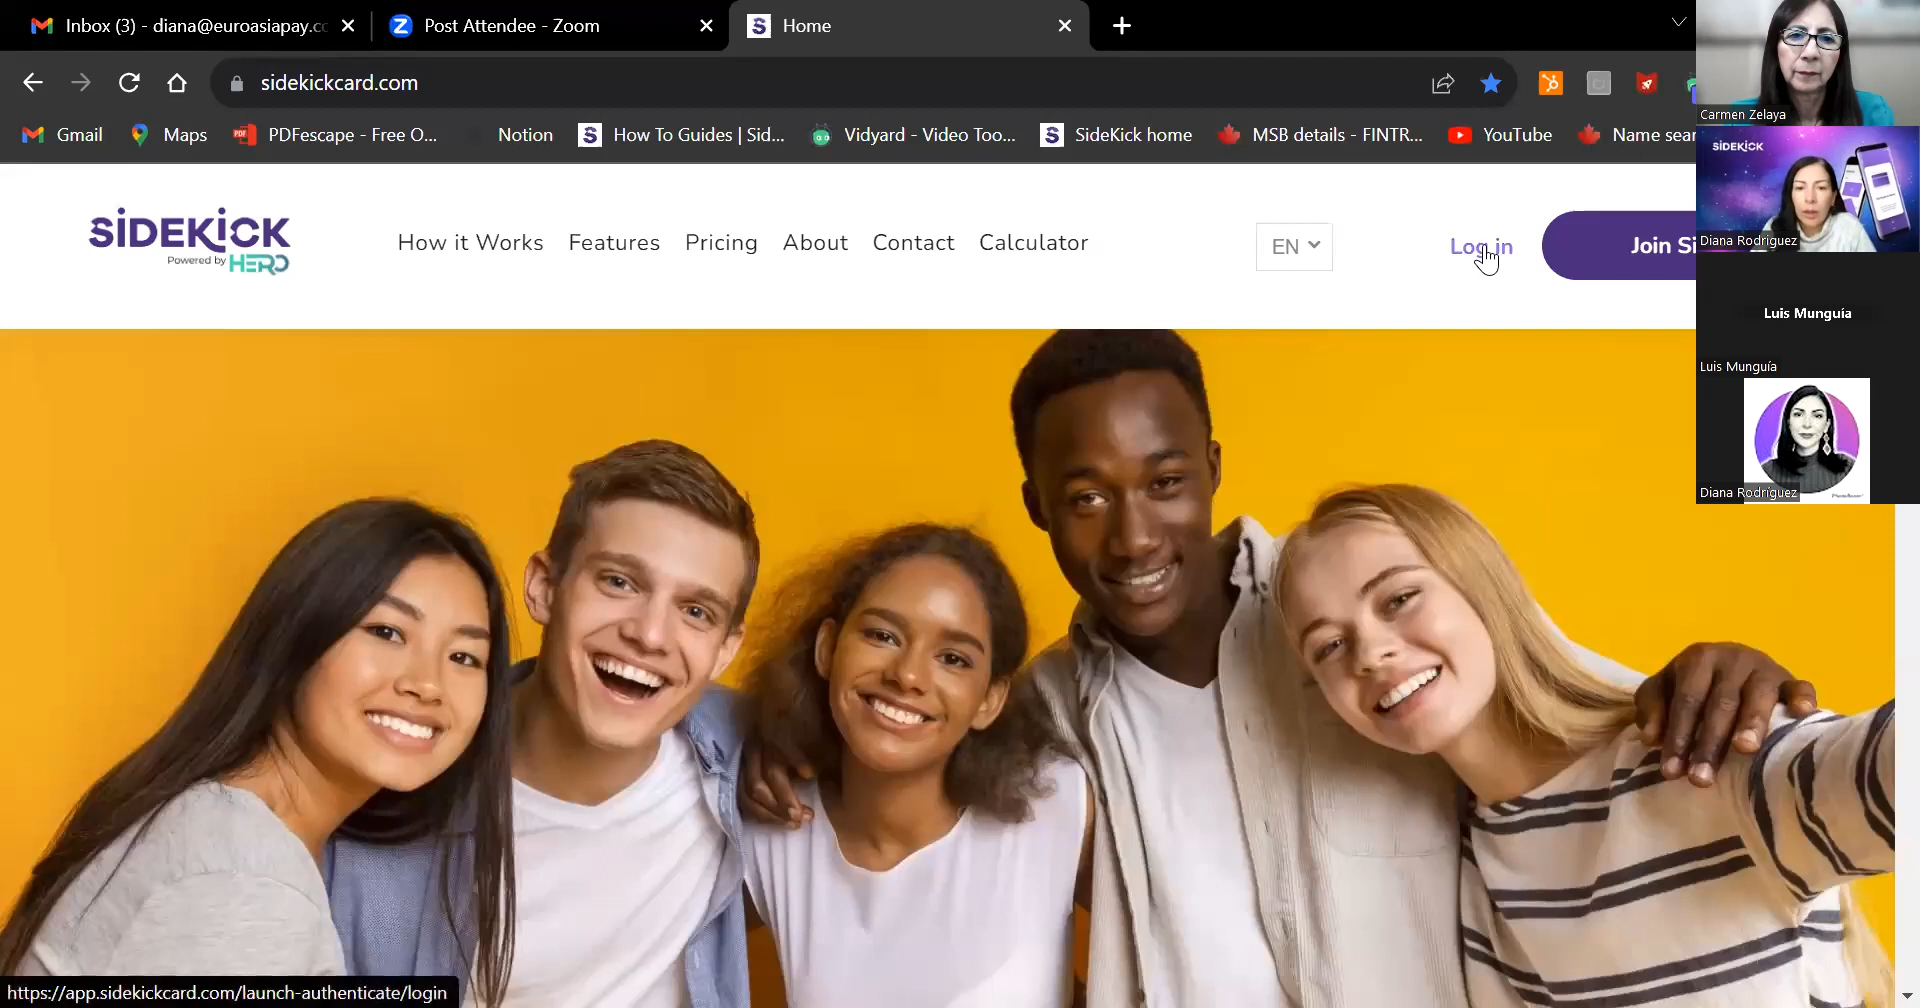 Inbox (3) - diana@euroasiapay.co
Post Attendee - Zoom
Home
sidekickcard.com
Gmail
Maps
PDFescape - Free O...
Notion
How To Guides | Sid...
Vidyard - Video Too...
SideKick home
MSB details - FINTR...
YouTube
Name sear
SIDEKICK
Powered by HERO
How it Works
Features
Pricing
About
Contact
Calculator
EN
Log in
Join Si
Carmen Zelaya
SIDEKICK
Diana Rodriguez
Luis Munguía
Luis Munguía
Diana Rodríguez
https://app.sidekickcard.com/launch-authenticate/login